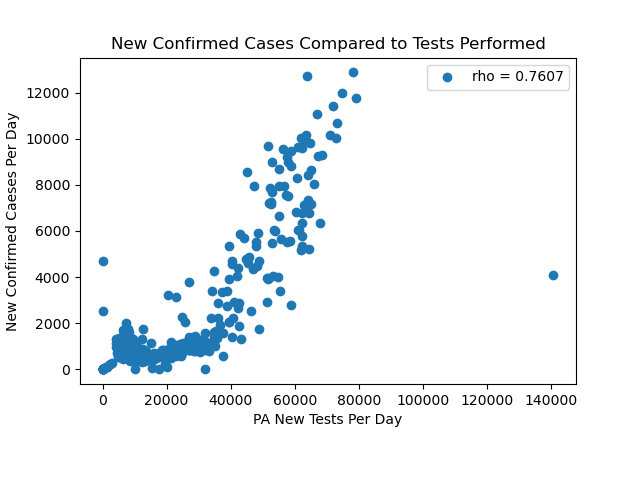 New Confirmed Cases Compared to Tests Performed
rho = 0.7607
New Confirmed Caeses Per Day
12000
10000
8000
6000
4000
2000
0
0 20000 40000 60000 80000 100000 120000 140000
PA New Tests Per Day